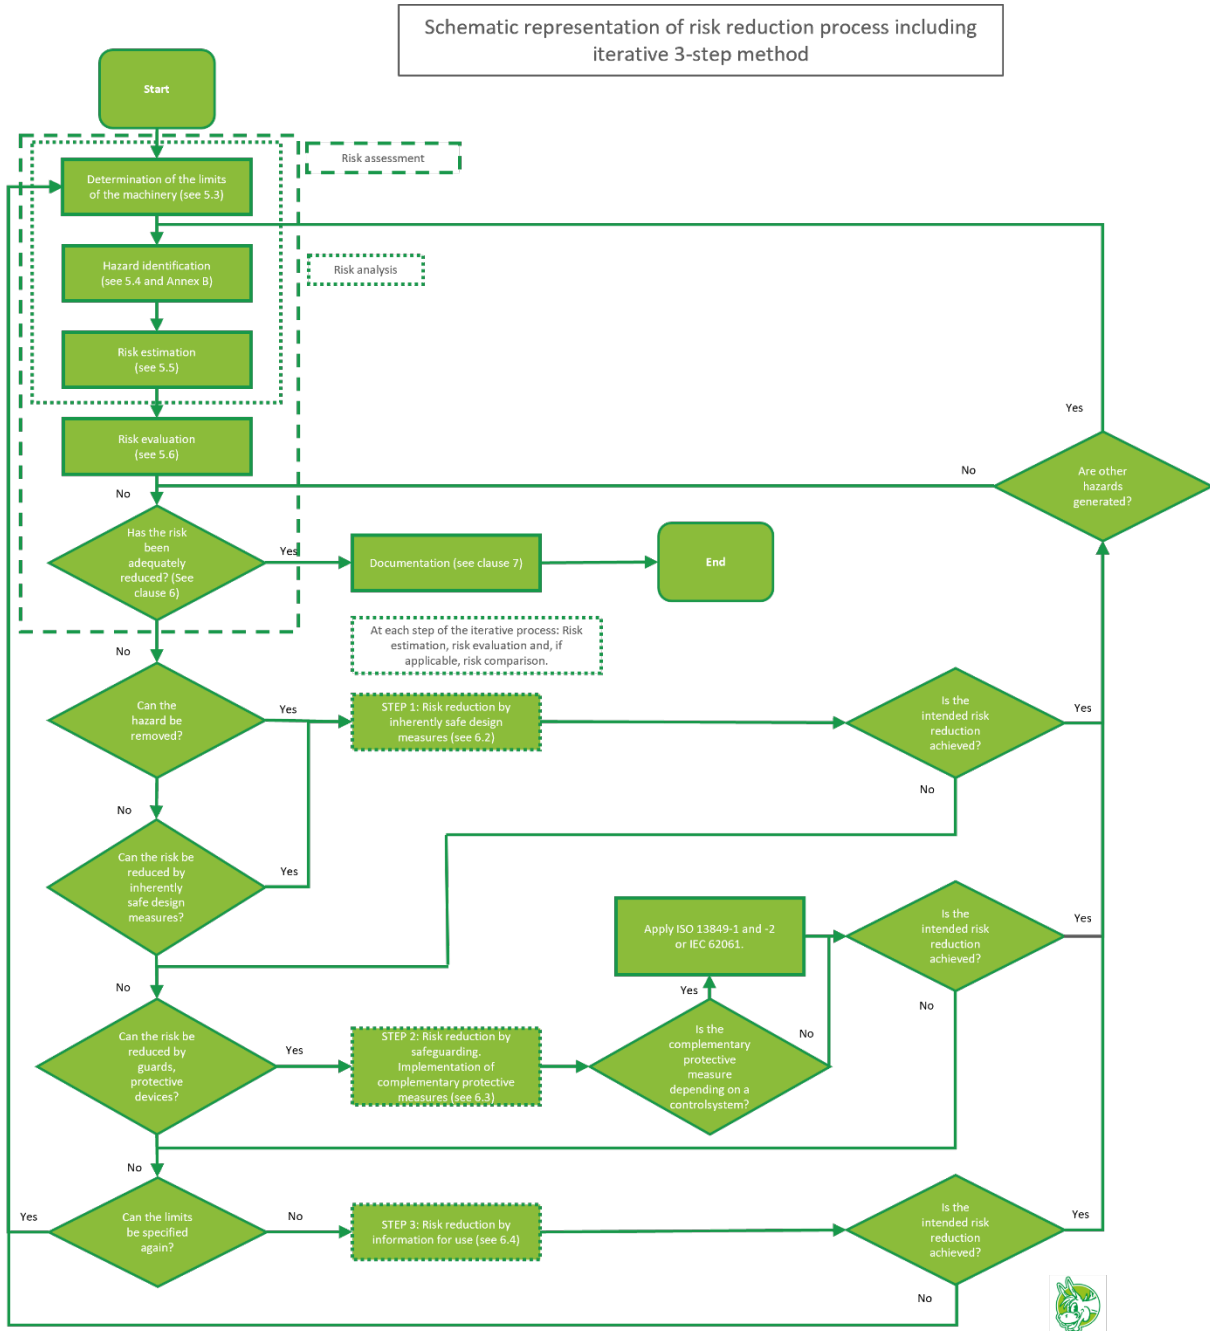 Schematic representation of risk reduction process including
iterative 3-step method
Start
Risk assessment
Determination of the limits
of the machinery (see 5.3)
Hazard identification
(see 5.4 and Annex B)
Risk analysis
Risk estimation
(see 5.5)
Yes
Risk evaluation
(see 5.6)
No
Are other
hazards
generated?
No
Has the risk
been
adequately
reduced? (See
clause 6)
Yes
Documentation (see clause 7)
End
At each step of the iterative process: Risk
estimation, risk evaluation and, if
applicable, risk comparison.
No
Can the
hazard be
removed?
Yes
STEP 1: Risk reduction by
inherently safe design
measures (see 6.2)
Is the
intended risk
reduction
achieved?
Yes
No
No
Can the risk be
reduced by
inherently
safe design
measures?
Yes
Apply ISO 13849-1 and -2
or IEC 62061.
Is the
intended risk
reduction
achieved?
Yes
No
No
Can the risk be
reduced by
guards,
protective
devices?
Yes
STEP 2: Risk reduction by
safeguarding.
Implementation of
complementary protective
measures (see 6.3)
Yes
Is the
complementary
protective
measure
depending on a
controlsystem?
No
No
Yes
Can the limits
be specified
again?
No
STEP 3: Risk reduction by
information for use (see 6.4)
Is the
intended risk
reduction
achieved?
Yes
No